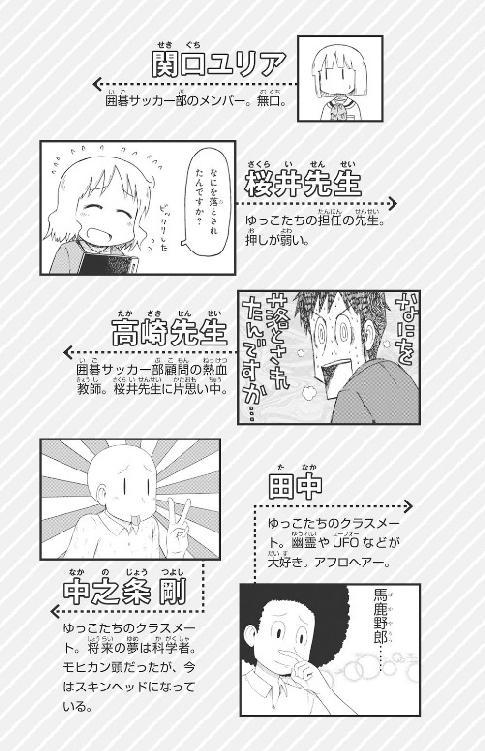 関口ユリア
囲碁サッカー部のメンバー。無口。
なにを落とされ
たんですか？
ビックリした
桜井先生
ゆっこたちの担任の先生。
押しが弱い。
なにを
落とされ
たんですか…
高崎先生
囲碁サッカー部顧問の熱血
教師。桜井先生に片思い中。
田中
ゆっこたちのクラスメー
ト。幽霊やUFOなどが
大好き。アフロヘアー。
馬鹿野郎
中之条 剛
ゆっこたちのクラスメー
ト。将来の夢は科学者。
モヒカン頭だったが、今
はスキンヘッドになって
いる。